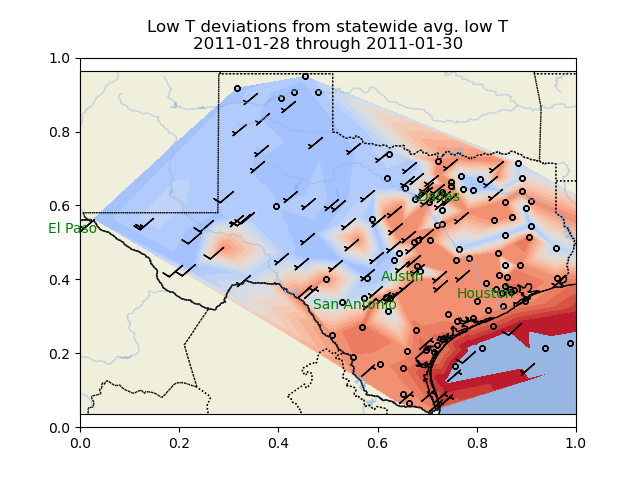 Low T deviations from statewide avg. low T
2011-01-28 through 2011-01-30
1.0
0.8
0.6
0.4
0.2
0.0
Dallas
El Paso
Austin
Houston
San Antonio
0.0 0.2 0.4 0.6 0.8 1.0